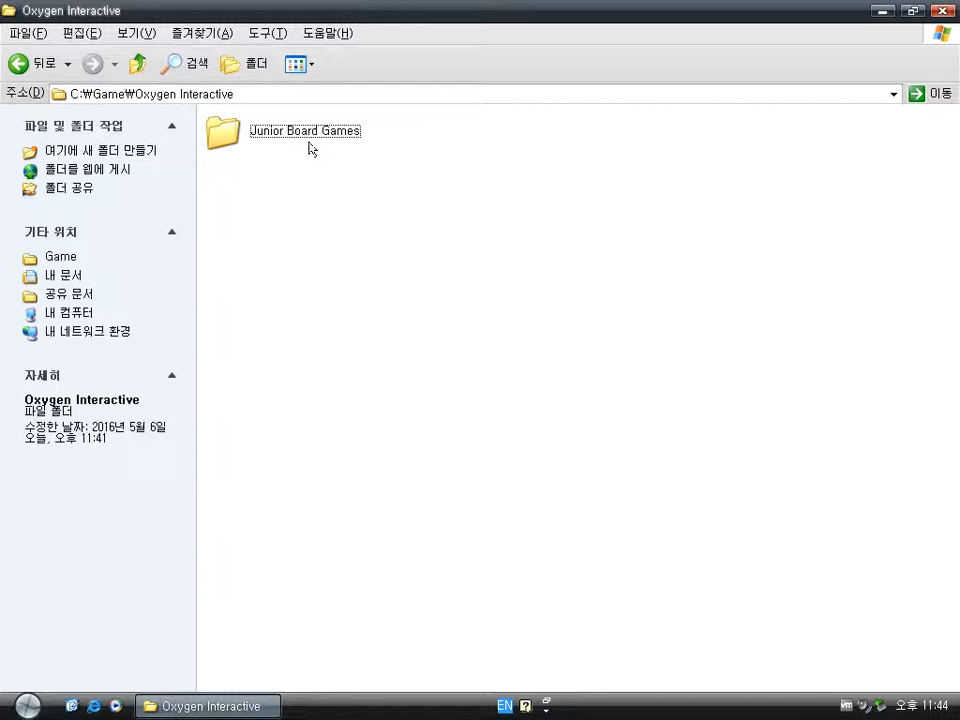 Oxygen Interactive
파일(F) 편집(E) 보기(V) 즐겨찾기(A) 도구(T) 도움말(H)
뒤로 검색 폴더
주소(D) C:₩Game₩Oxygen Interactive 이동
파일 및 폴더 작업
여기에 새 폴더 만들기
폴더를 웹에 게시
폴더 공유
기타 위치
Game
내 문서
공유 문서
내 컴퓨터
내 네트워크 환경
자세히
Oxygen Interactive
파일 폴더
수정한 날짜: 2016년 5월 6일
오늘, 오후 11:41
Junior Board Games
Oxygen Interactive EN vm 오후 11:44